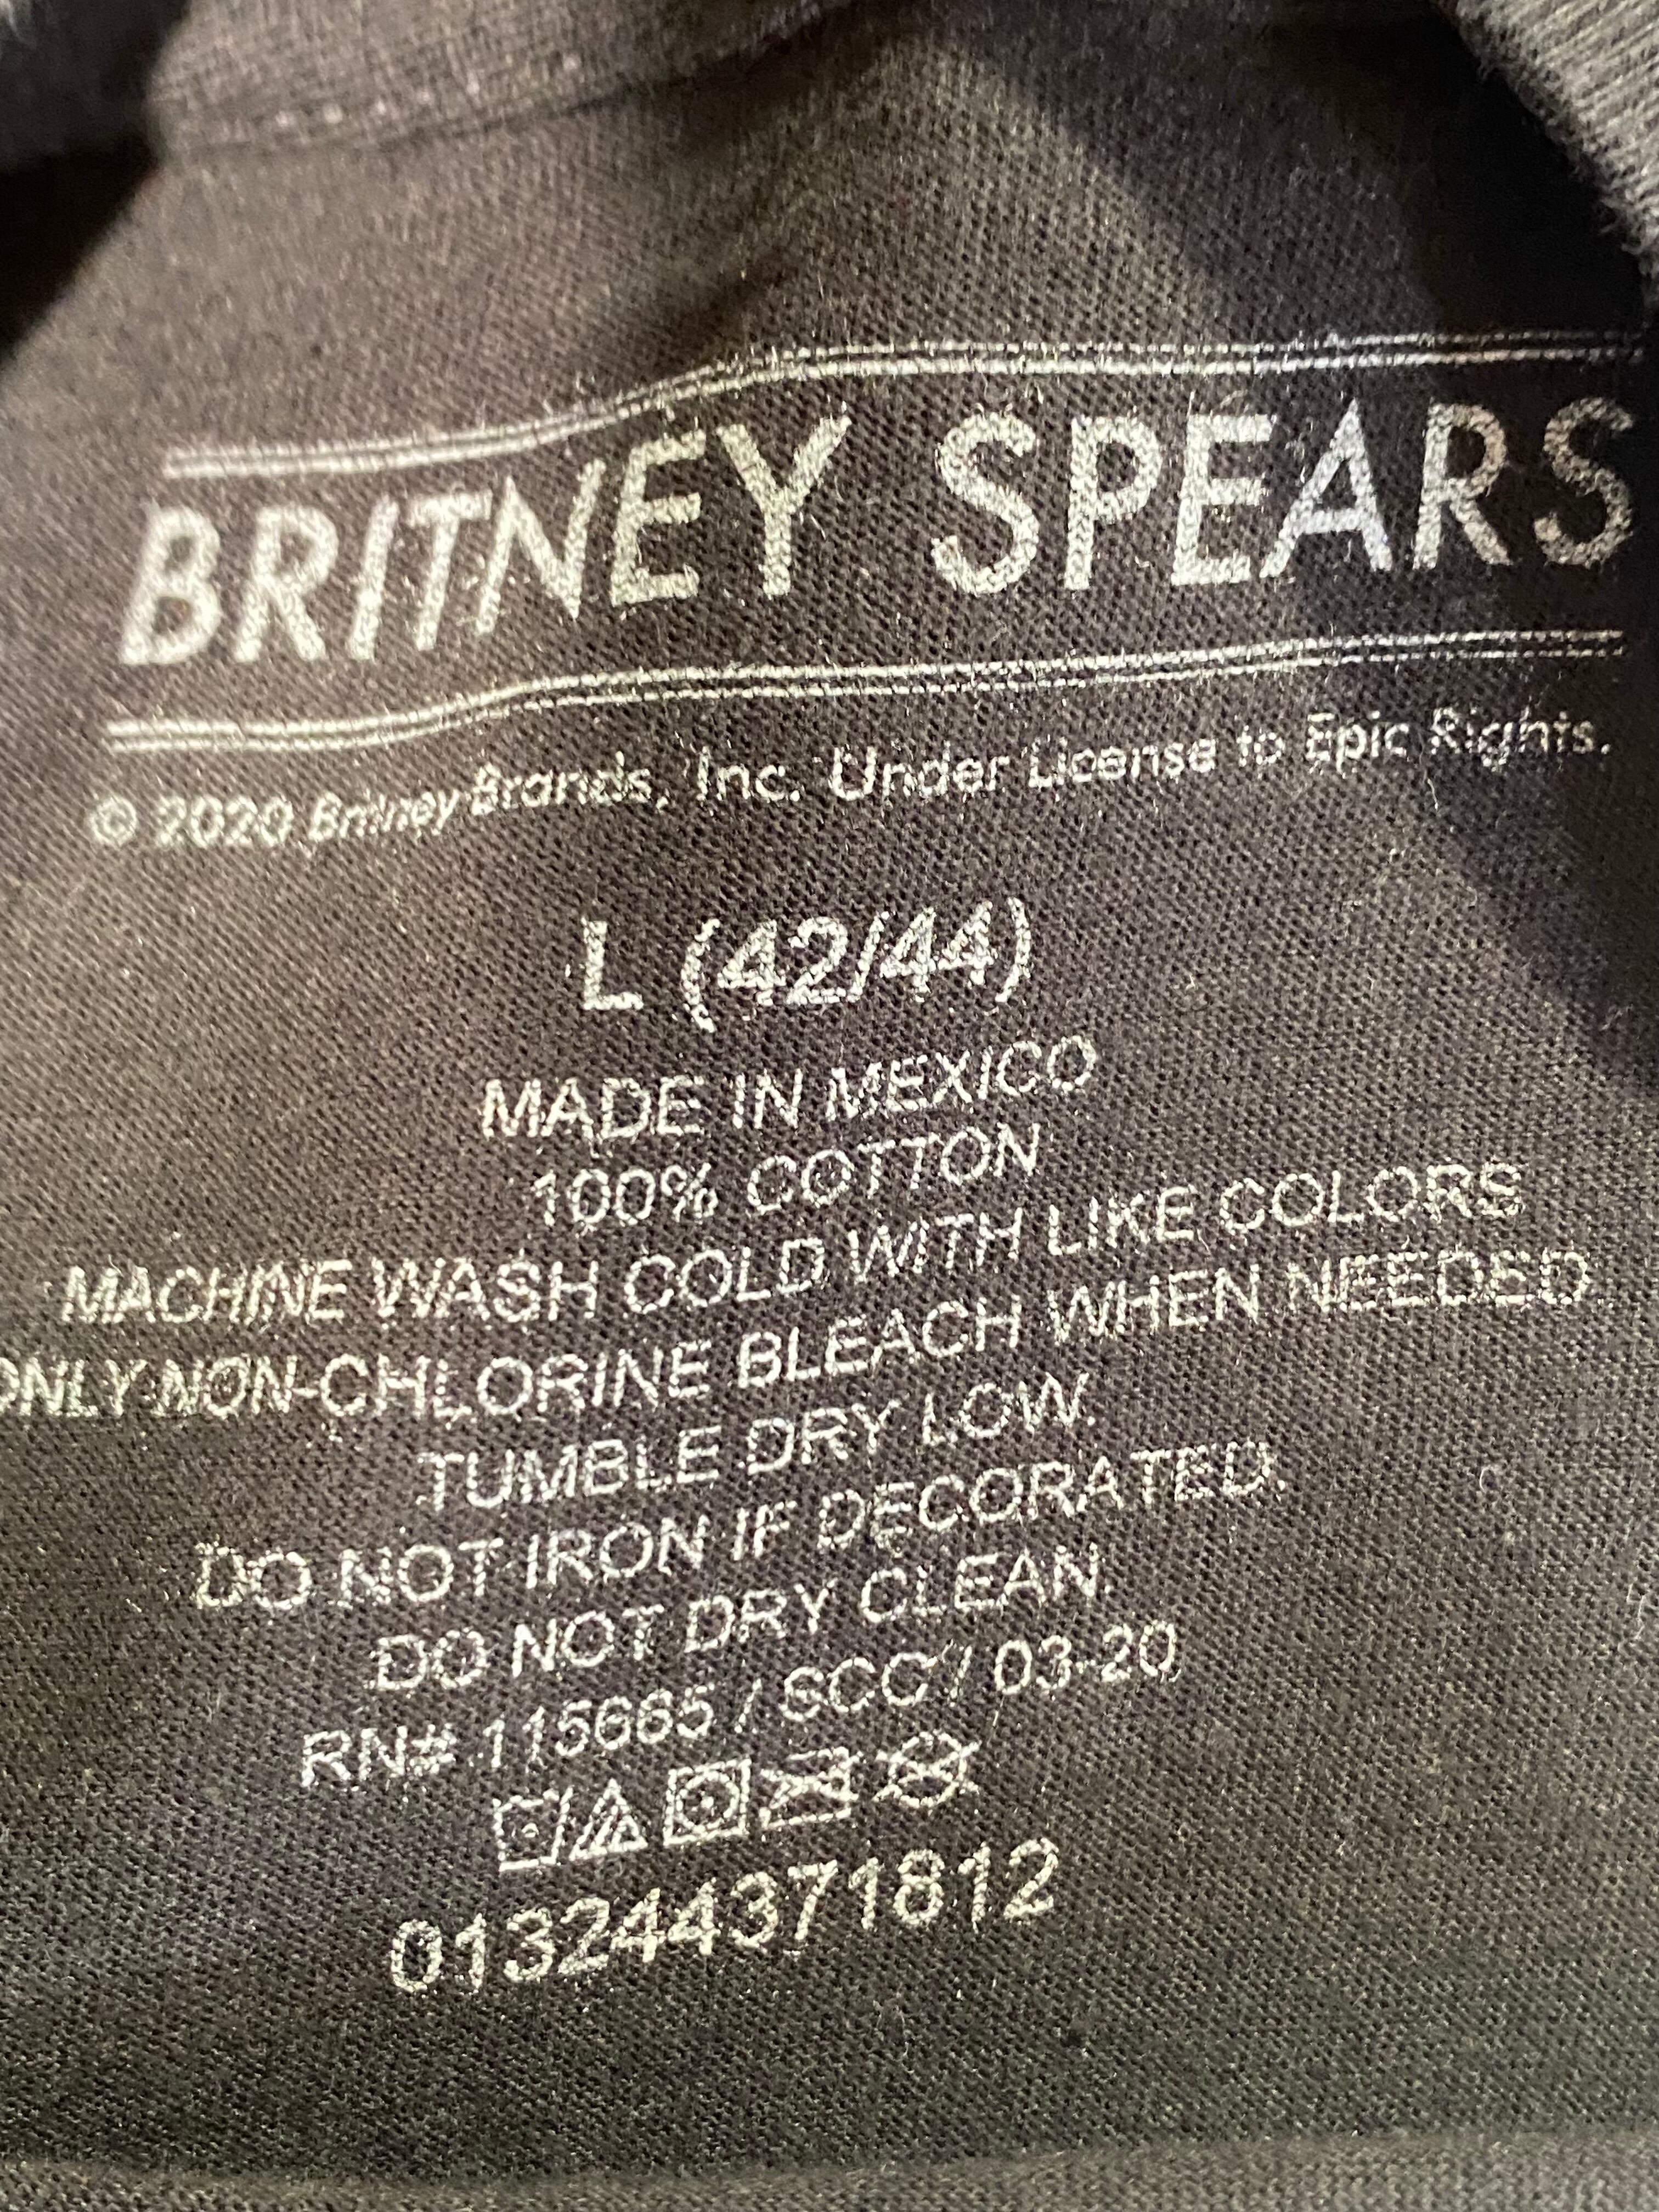 BRITNEY SPEARS
© 2020 Britney Brands, Inc. Under License to Epic Rights.
L (42/44)
MADE IN MEXICO
100% COTTON
MACHINE WASH COLD WITH LIKE COLORS
ONLY NON-CHLORINE BLEACH WHEN NEEDED
TUMBLE DRY LOW.
DO NOT IRON IF DECORATED.
DO NOT DRY CLEAN.
RN# 115665 / SCC / 03-20
013244371812